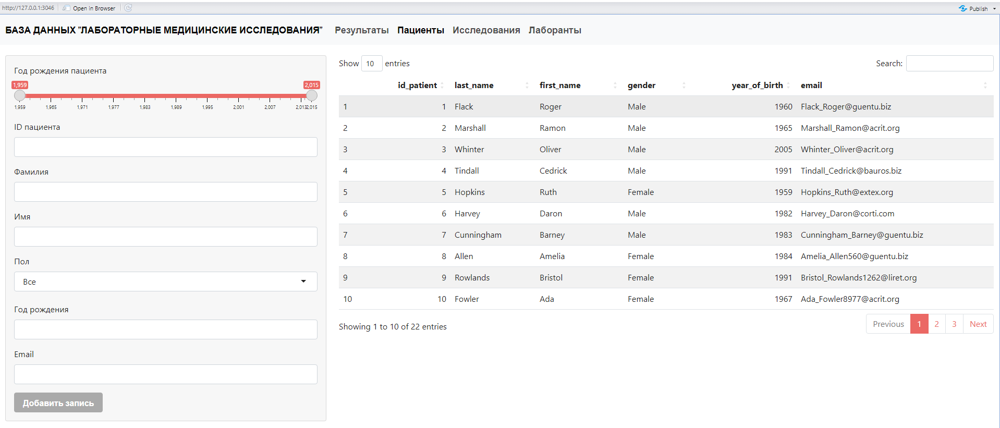 http://127.0.0.1:3046 Open in Browser Publish
БАЗА ДАННЫХ "ЛАБОРАТОРНЫЕ МЕДИЦИНСКИЕ ИССЛЕДОВАНИЯ" Результаты Пациенты Исследования Лаборанты
Год рождения пациента
1,959 2,015
1,959 1,965 1,971 1,977 1,983 1,989 1,995 2,001 2,007 2,013 2,015
ID пациента
Фамилия
Имя
Пол
Все
Год рождения
Email
Добавить запись
Show 10 entries Search:
id_patient last_name first_name gender year_of_birth email
1 1 Flack Roger Male 1960 Flack_Roger@guentu.biz
2 2 Marshall Ramon Male 1965 Marshall_Ramon@acrit.org
3 3 Whinter Oliver Male 2005 Whinter_Oliver@acrit.org
4 4 Tindall Cedrick Male 1991 Tindall_Cedrick@bauros.biz
5 5 Hopkins Ruth Female 1959 Hopkins_Ruth@extex.org
6 6 Harvey Daron Male 1982 Harvey_Daron@corti.com
7 7 Cunningham Barney Male 1983 Cunningham_Barney@guentu.biz
8 8 Allen Amelia Female 1984 Amelia_Allen560@guentu.biz
9 9 Rowlands Bristol Female 1991 Bristol_Rowlands1262@liret.org
10 10 Fowler Ada Female 1967 Ada_Fowler8977@acrit.org
Showing 1 to 10 of 22 entries Previous 1 2 3 Next